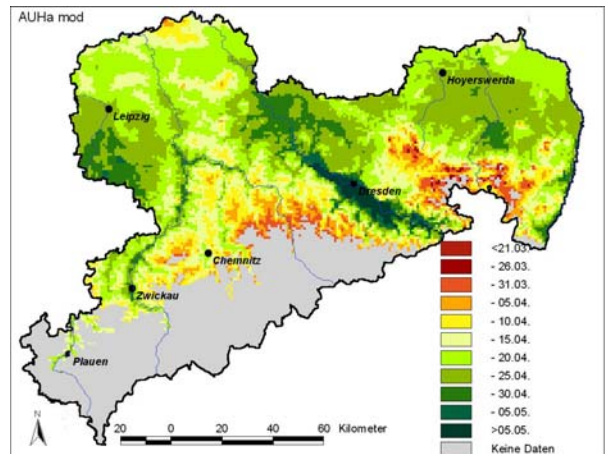 AUHa mod
Hoyerswerda
Leipzig
Dresden
Chemnitz
Zwickau
Plauen
<21.03.
- 26.03.
- 31.03.
- 05.04.
- 10.04.
- 15.04.
- 20.04.
- 25.04.
- 30.04.
- 05.05.
>05.05.
Keine Daten
N
20 0 20 40 60 Kilometer